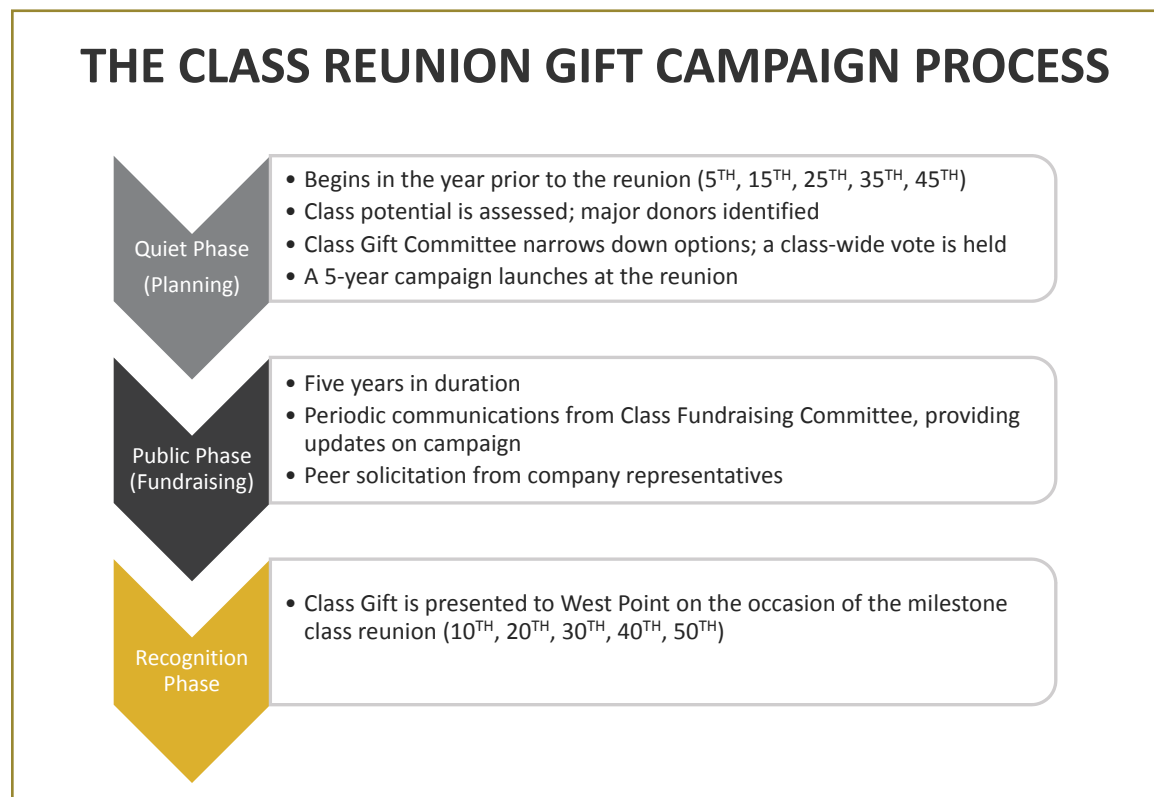 THE CLASS REUNION GIFT CAMPAIGN PROCESS
Quiet Phase
(Planning)
• Begins in the year prior to the reunion (5TH, 15TH, 25TH, 35TH, 45TH)
• Class potential is assessed; major donors identified
• Class Gift Committee narrows down options; a class-wide vote is held
• A 5-year campaign launches at the reunion
Public Phase
(Fundraising)
• Five years in duration
• Periodic communications from Class Fundraising Committee, providing
updates on campaign
• Peer solicitation from company representatives
Recognition
Phase
• Class Gift is presented to West Point on the occasion of the milestone
class reunion (10TH, 20TH, 30TH, 40TH, 50TH)